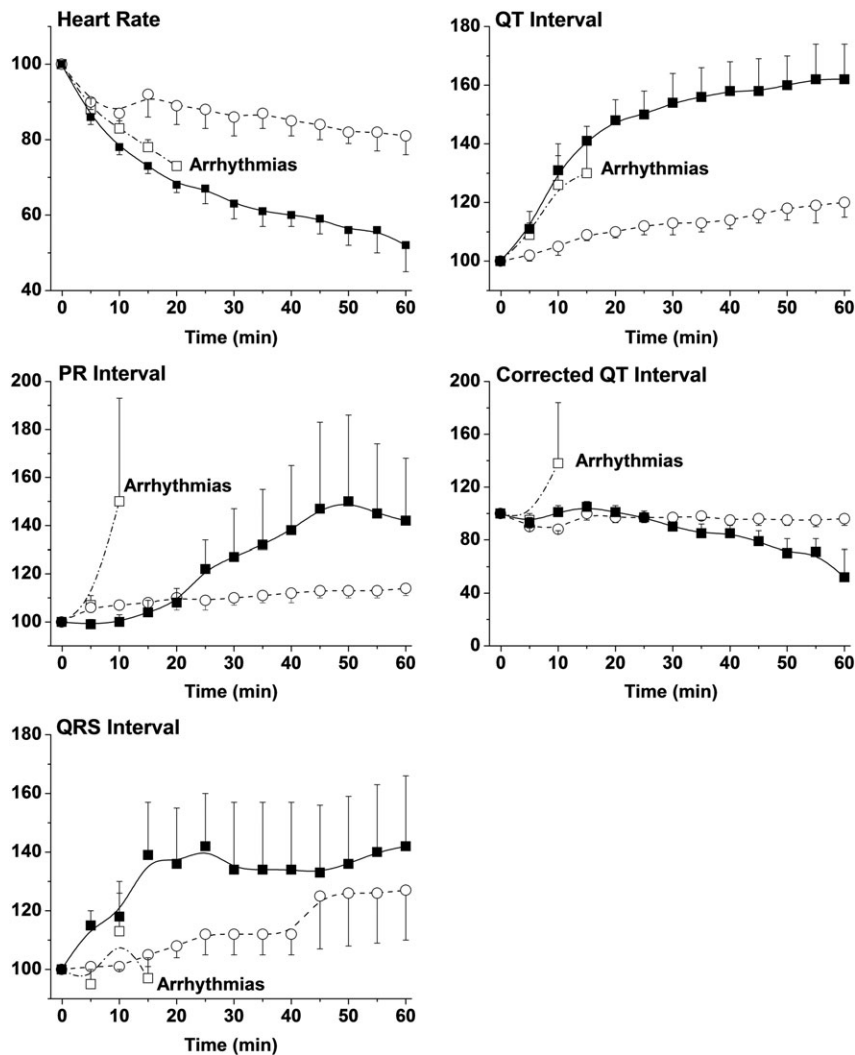 Heart Rate
100
80
60
40
Arrhythmias
0 10 20 30 40 50 60
Time (min)
QT Interval
180
160
140
120
100
Arrhythmias
0 10 20 30 40 50 60
Time (min)
PR Interval
200
180
160
140
120
100
Arrhythmias
0 10 20 30 40 50 60
Time (min)
Corrected QT Interval
200
160
120
80
40
0
Arrhythmias
0 10 20 30 40 50 60
Time (min)
QRS Interval
180
160
140
120
100
Arrhythmias
0 10 20 30 40 50 60
Time (min)